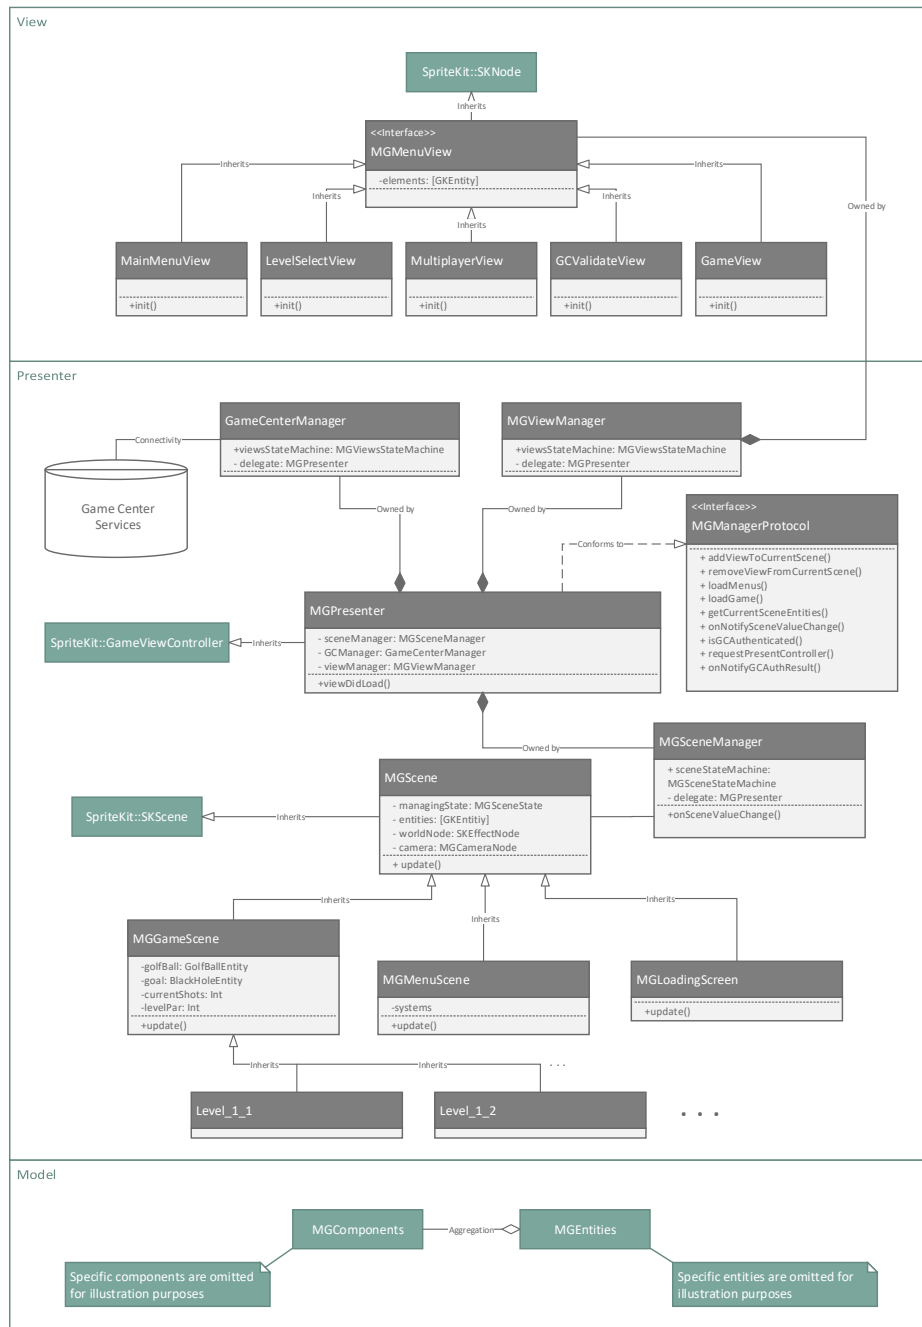 View
SpriteKit::SKNode
Inherits
<<Interface>>
MGMenuView
-elements: [GKEntity]
Inherits
Inherits
Inherits
Inherits
Inherits
Owned by
MainMenuView
+init()
LevelSelectView
+init()
MultiplayerView
+init()
GCValidateView
+init()
GameView
+init()
Presenter
GameCenterManager
+viewsStateMachine: MGViewsStateMachine
- delegate: MGPresenter
MGViewManager
+viewsStateMachine: MGViewsStateMachine
- delegate: MGPresenter
Connectivity
Game Center
Services
Owned by
Owned by
<<Interface>>
MGManagerProtocol
+ addViewToCurrentScene()
+ removeViewFromCurrentScene()
+ loadMenus()
+ loadGame()
+ getCurrentSceneEntities()
+ onNotifySceneValueChange()
+ isGCAuthenticated()
+ requestPresentController()
+ onNotifyGCAuthResult()
Conforms to
MGPresenter
- sceneManager: MGSceneManager
- GCManager: GameCenterManager
- viewManager: MGViewManager
+viewDidLoad()
SpriteKit::GameViewController
Inherits
Owned by
MGSceneManager
+ sceneStateMachine:
MGSceneStateMachine
- delegate: MGPresenter
+onSceneValueChange()
MGScene
- managingState: MGSceneState
- entities: [GKEntitiy]
- worldNode: SKEffectNode
- camera: MGCameraNode
+ update()
SpriteKit::SKScene
Inherits
Inherits
Inherits
Inherits
MGGameScene
-golfBall: GolfBallEntity
-goal: BlackHoleEntity
-currentShots: Int
-levelPar: Int
+update()
MGMenuScene
-systems
+update()
MGLoadingScreen
+update()
Inherits
Inherits
. . .
Level_1_1
Level_1_2
. . .
Model
MGComponents
Aggregation
MGEntities
Specific components are omitted
for illustration purposes
Specific entities are omitted for
illustration purposes